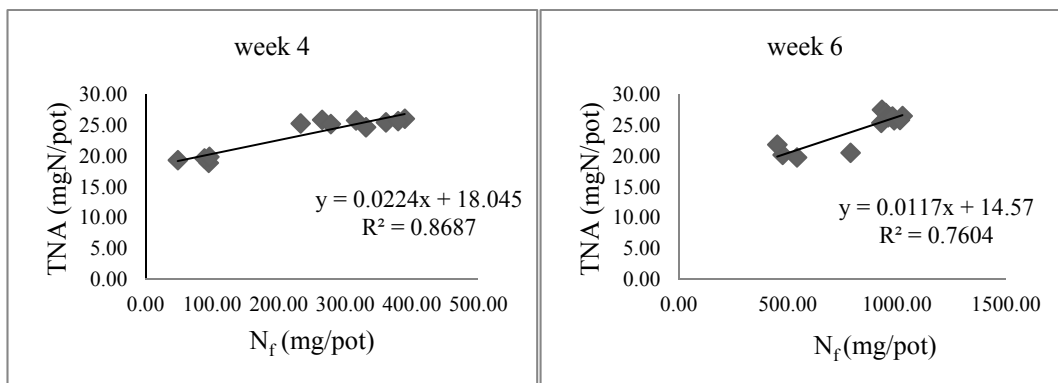 week 4
TNA (mgN/pot)
30.00
25.00
20.00
15.00
10.00
5.00
0.00
y = 0.0224x + 18.045
R² = 0.8687
0.00 100.00 200.00 300.00 400.00 500.00
N_f (mg/pot)
week 6
TNA (mgN/pot)
30.00
25.00
20.00
15.00
10.00
5.00
0.00
y = 0.0117x + 14.57
R² = 0.7604
0.00 500.00 1000.00 1500.00
N_f (mg/pot)